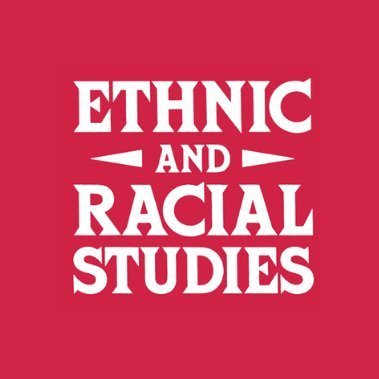 ETHNIC
AND
RACIAL
STUDIES